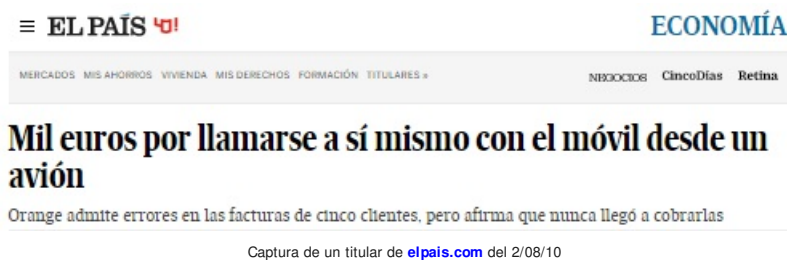 ≡ EL PAÍS 40! ECONOMÍA
MERCADOS MIS AHORROS VIVIENDA MIS DERECHOS FORMACIÓN TITULARES » NEGOCIOS CincoDías Retina
Mil euros por llamarse a sí mismo con el móvil desde un
avión
Orange admite errores en las facturas de cinco clientes, pero afirma que nunca llegó a cobrarlas
Captura de un titular de elpais.com del 2/08/10